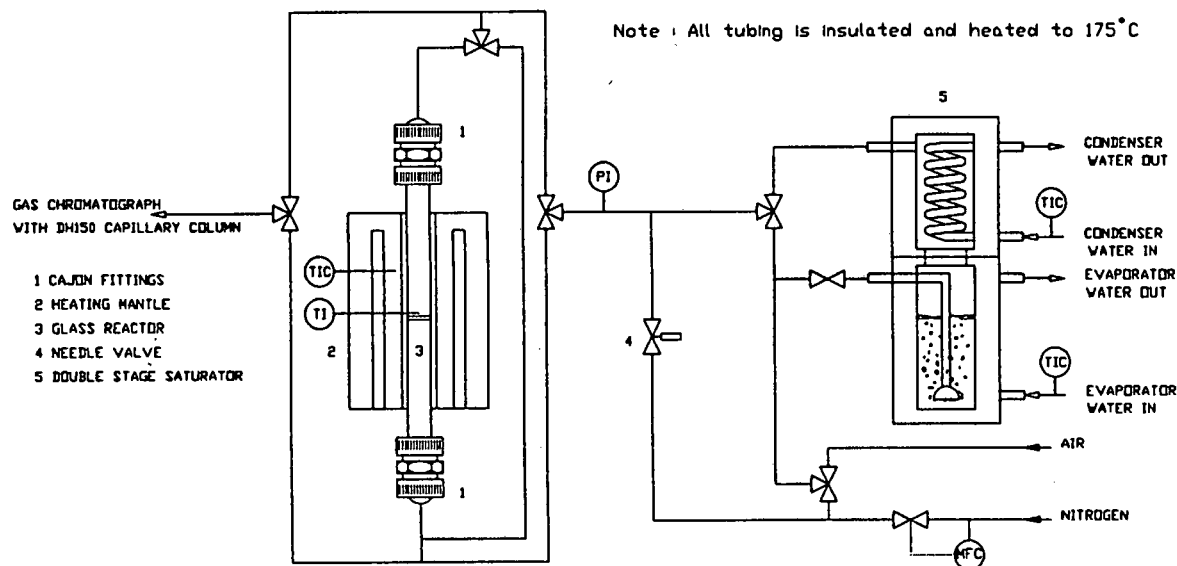 Note : All tubing is insulated and heated to 175°C
5
1
PI
CONDENSER
WATER OUT
TIC
CONDENSER
WATER IN
EVAPORATOR
WATER OUT
GAS CHROMATOGRAPH
WITH DH150 CAPILLARY COLUMN
1 CAJON FITTINGS
2 HEATING MANTLE
3 GLASS REACTOR
4 NEEDLE VALVE
5 DOUBLE STAGE SATURATOR
TIC
TI
2
3
4
TIC
EVAPORATOR
WATER IN
AIR
1
NITROGEN
MFC